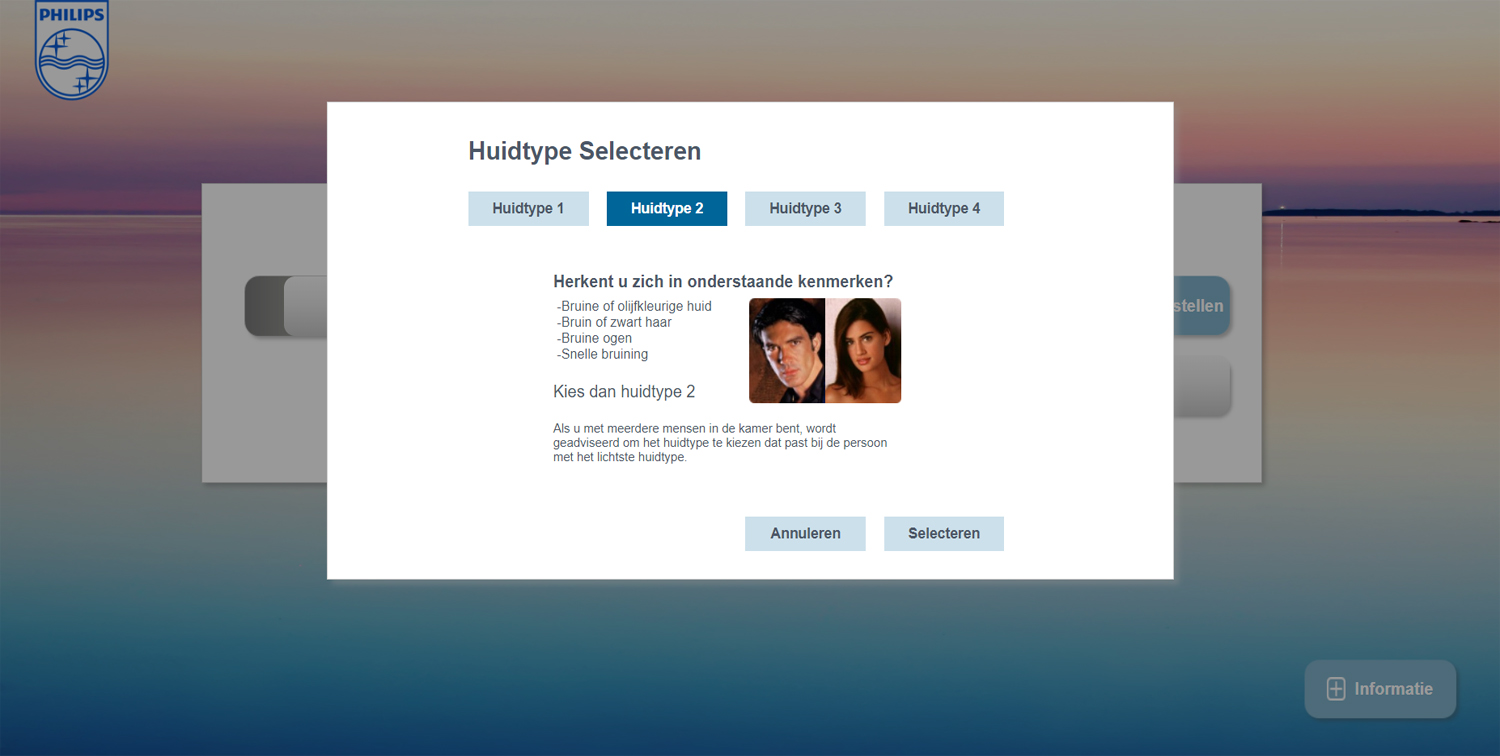 PHILIPS
Huidtype Selecteren
Huidtype 1
Huidtype 2
Huidtype 3
Huidtype 4
Herkent u zich in onderstaande kenmerken?
-Bruine of olijfkleurige huid
-Bruin of zwart haar
-Bruine ogen
-Snelle bruining
Kies dan huidtype 2
Als u met meerdere mensen in de kamer bent, wordt
geadviseerd om het huidtype te kiezen dat past bij de persoon
met het lichtste huidtype.
stellen
Annuleren
Selecteren
Informatie